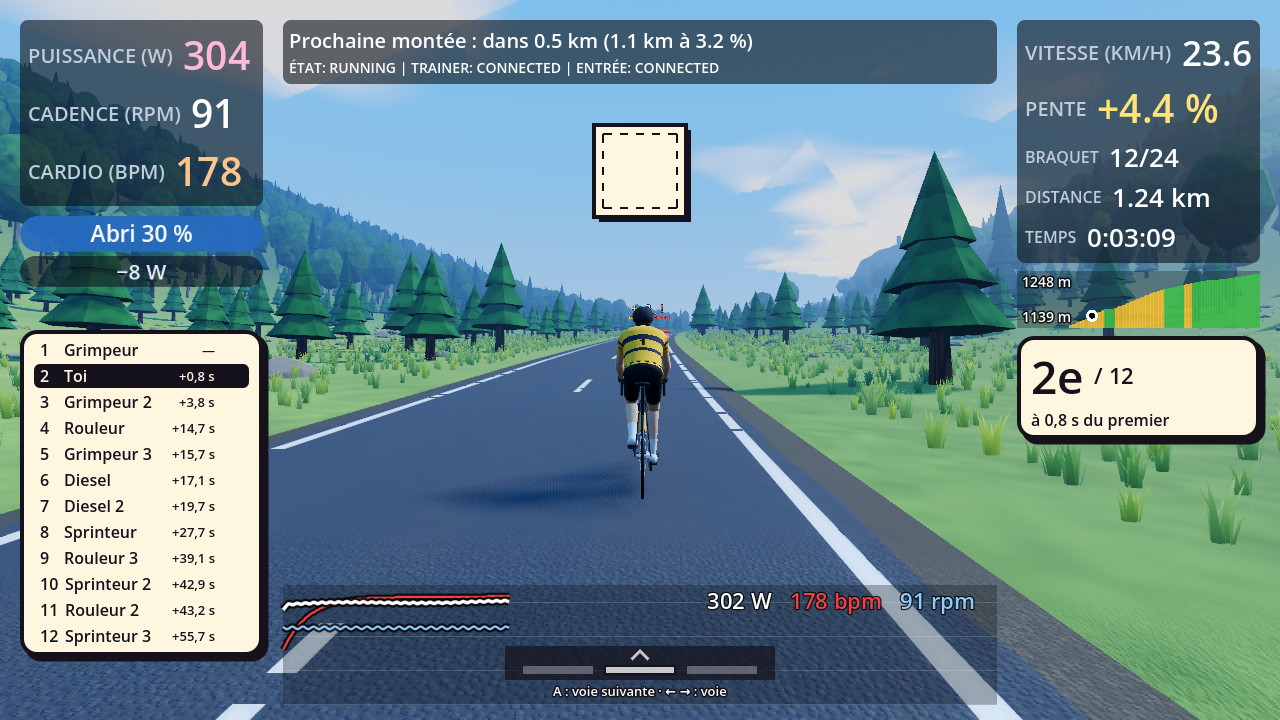 PUISSANCE (W) 304
CADENCE (RPM) 91
CARDIO (BPM) 178
Abri 30 %
−8 W
1 Grimpeur —
2 Toi +0,8 s
3 Grimpeur 2 +3,8 s
4 Rouleur +14,7 s
5 Grimpeur 3 +15,7 s
6 Diesel +17,1 s
7 Diesel 2 +19,7 s
8 Sprinteur +27,7 s
9 Rouleur 3 +39,1 s
10 Sprinteur 2 +42,9 s
11 Rouleur 2 +43,2 s
12 Sprinteur 3 +55,7 s
Prochaine montée : dans 0.5 km (1.1 km à 3.2 %)
ÉTAT: RUNNING | TRAINER: CONNECTED | ENTRÉE: CONNECTED
VITESSE (KM/H) 23.6
PENTE +4.4 %
BRAQUET 12/24
DISTANCE 1.24 km
TEMPS 0:03:09
1248 m
1139 m
2e / 12
à 0,8 s du premier
302 W 178 bpm 91 rpm
A : voie suivante · ← → : voie